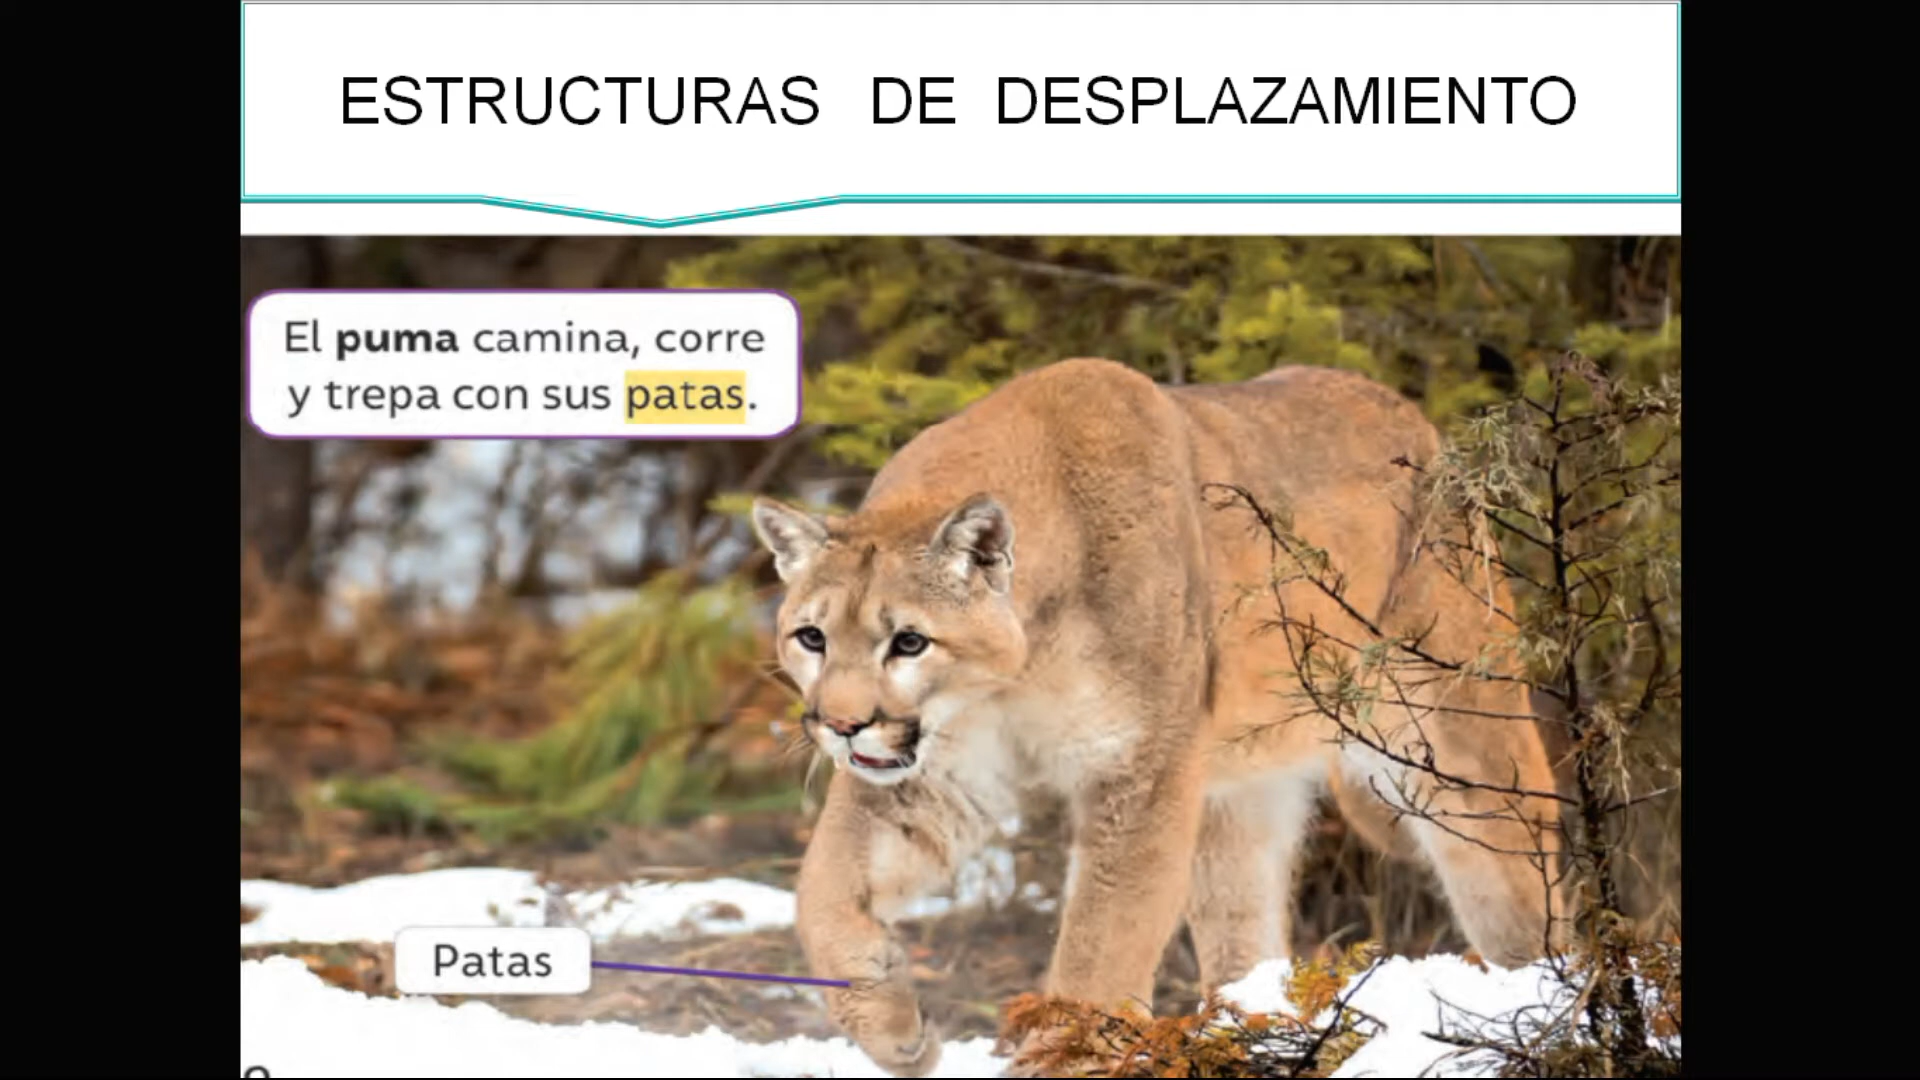 ESTRUCTURAS DE DESPLAZAMIENTO
El puma camina, corre
y trepa con sus patas.
Patas